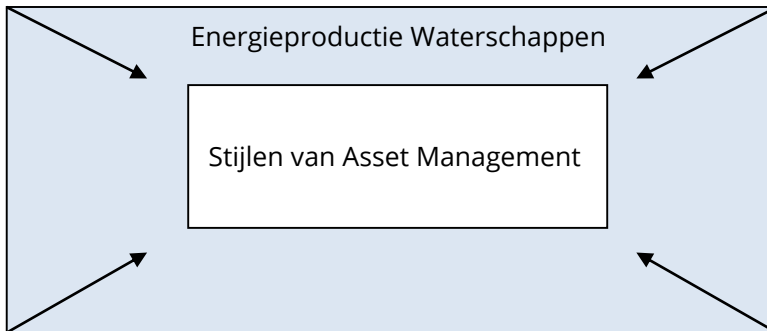 Energieproductie Waterschappen
Stijlen van Asset Management